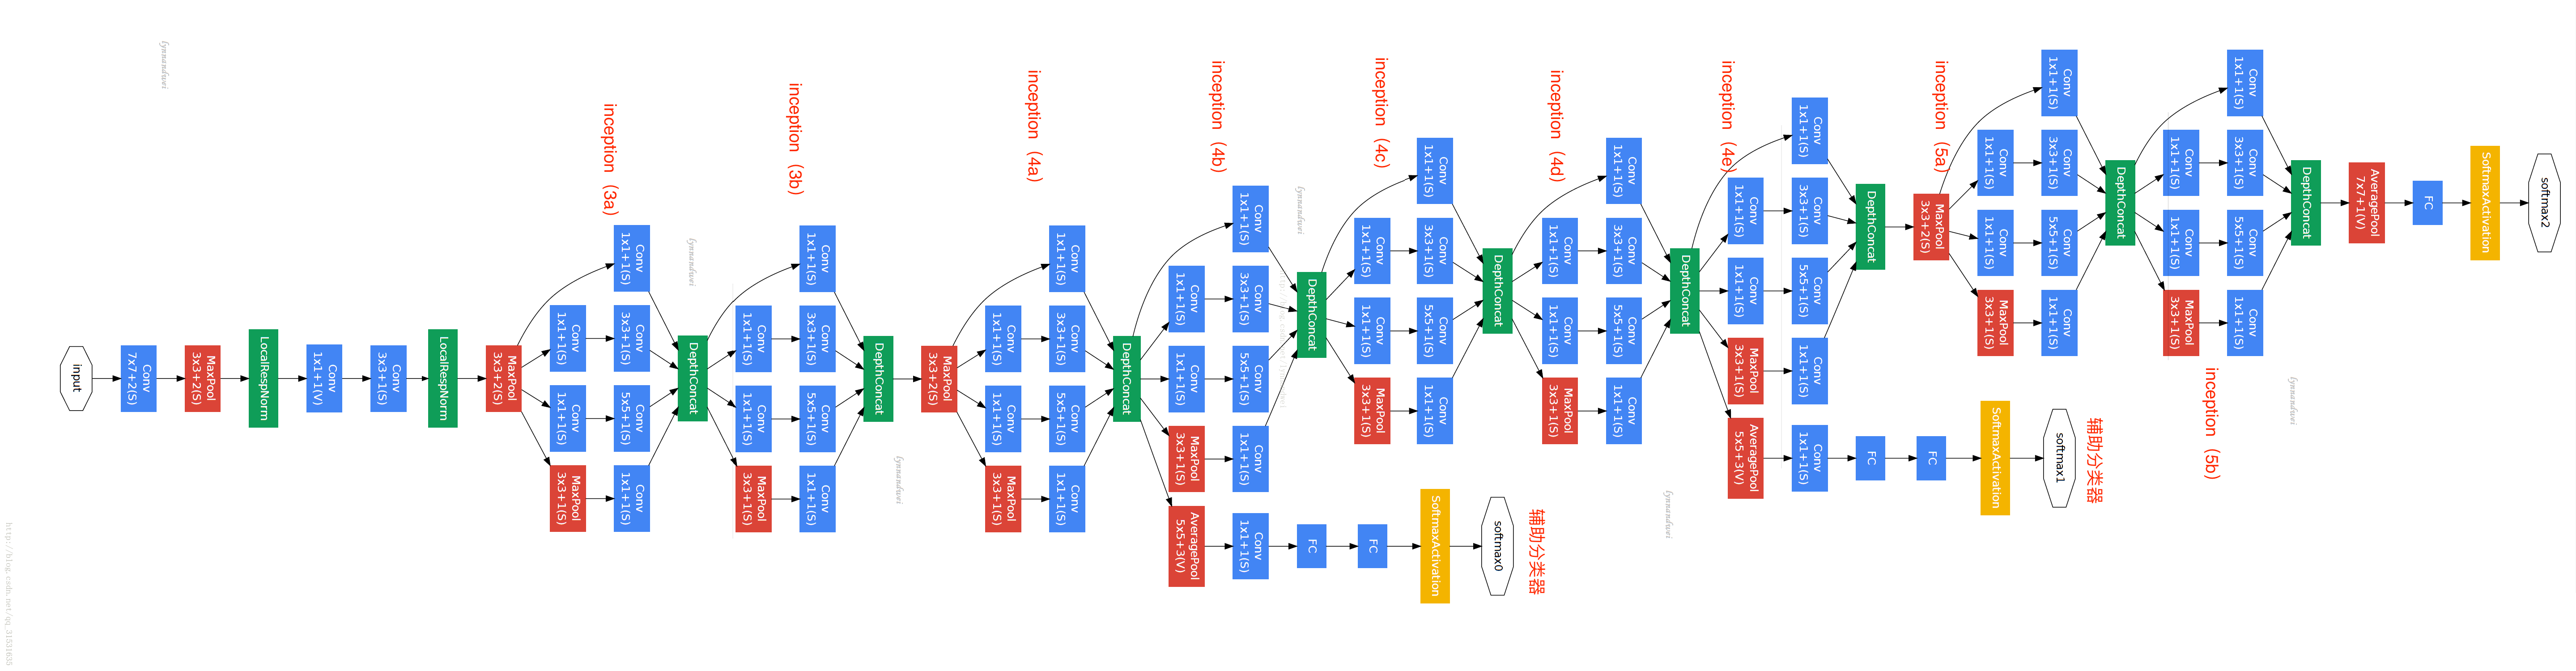 input
Conv
7x7+2(S)
MaxPool
3x3+2(S)
LocalRespNorm
Conv
1x1+1(V)
Conv
3x3+1(S)
LocalRespNorm
MaxPool
3x3+2(S)
inception（3a）
Conv
1x1+1(S)
Conv
1x1+1(S)
MaxPool
3x3+1(S)
Conv
1x1+1(S)
Conv
3x3+1(S)
Conv
5x5+1(S)
Conv
1x1+1(S)
DepthConcat
inception（3b）
Conv
1x1+1(S)
Conv
1x1+1(S)
MaxPool
3x3+1(S)
Conv
1x1+1(S)
Conv
3x3+1(S)
Conv
5x5+1(S)
Conv
1x1+1(S)
DepthConcat
MaxPool
3x3+2(S)
inception（4a）
Conv
1x1+1(S)
Conv
1x1+1(S)
MaxPool
3x3+1(S)
Conv
1x1+1(S)
Conv
3x3+1(S)
Conv
5x5+1(S)
Conv
1x1+1(S)
DepthConcat
inception（4b）
Conv
1x1+1(S)
Conv
1x1+1(S)
MaxPool
3x3+1(S)
AveragePool
5x5+3(V)
Conv
1x1+1(S)
Conv
3x3+1(S)
Conv
5x5+1(S)
Conv
1x1+1(S)
Conv
1x1+1(S)
DepthConcat
FC
FC
SoftmaxActivation
softmax0
辅助分类器
inception（4c）
Conv
1x1+1(S)
Conv
1x1+1(S)
MaxPool
3x3+1(S)
Conv
1x1+1(S)
Conv
3x3+1(S)
Conv
5x5+1(S)
Conv
1x1+1(S)
DepthConcat
inception（4d）
Conv
1x1+1(S)
Conv
1x1+1(S)
MaxPool
3x3+1(S)
Conv
1x1+1(S)
Conv
3x3+1(S)
Conv
5x5+1(S)
Conv
1x1+1(S)
DepthConcat
inception（4e）
Conv
1x1+1(S)
Conv
1x1+1(S)
MaxPool
3x3+1(S)
AveragePool
5x5+3(V)
Conv
1x1+1(S)
Conv
3x3+1(S)
Conv
5x5+1(S)
Conv
1x1+1(S)
Conv
1x1+1(S)
DepthConcat
FC
FC
SoftmaxActivation
softmax1
辅助分类器
MaxPool
3x3+2(S)
inception（5a）
Conv
1x1+1(S)
Conv
1x1+1(S)
MaxPool
3x3+1(S)
Conv
1x1+1(S)
Conv
3x3+1(S)
Conv
5x5+1(S)
Conv
1x1+1(S)
DepthConcat
inception（5b）
Conv
1x1+1(S)
Conv
1x1+1(S)
MaxPool
3x3+1(S)
Conv
1x1+1(S)
Conv
3x3+1(S)
Conv
5x5+1(S)
Conv
1x1+1(S)
DepthConcat
AveragePool
7x7+1(V)
FC
SoftmaxActivation
softmax2
lynnandwei
lynnandwei
lynnandwei
lynnandwei
lynnandwei
lynnandwei
http://blog.csdn.net/qq_31531635